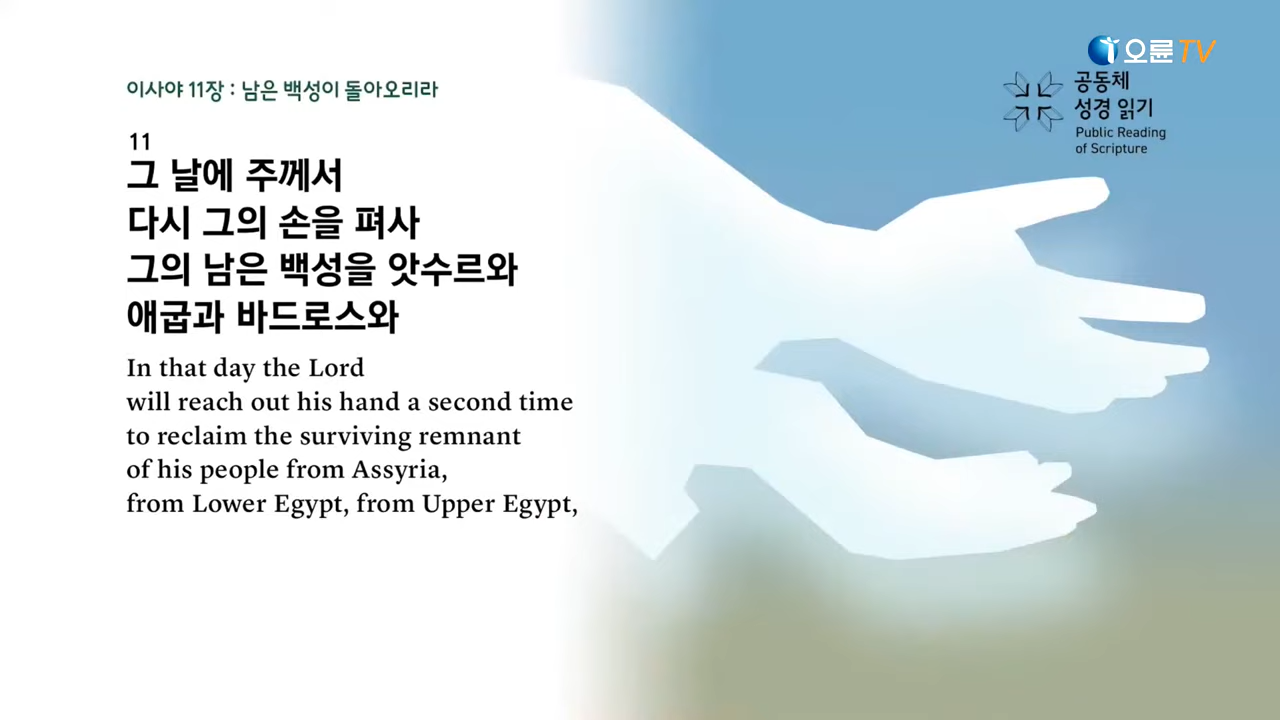 오륜TV
이사야 11장 : 남은 백성이 돌아오리라
공동체
성경 읽기
Public Reading
of Scripture
11
그 날에 주께서
다시 그의 손을 펴사
그의 남은 백성을 앗수르와
애굽과 바드로스와
In that day the Lord
will reach out his hand a second time
to reclaim the surviving remnant
of his people from Assyria,
from Lower Egypt, from Upper Egypt,